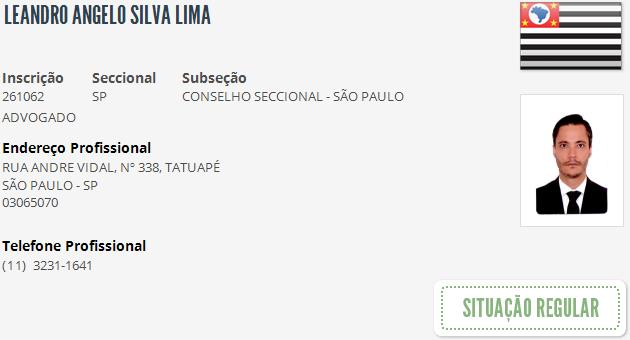 LEANDRO ANGELO SILVA LIMA
Inscrição Seccional Subseção
261062 SP CONSELHO SECCIONAL - SÃO PAULO
ADVOGADO
Endereço Profissional
RUA ANDRE VIDAL, Nº 338, TATUAPÉ
SÃO PAULO - SP
03065070
Telefone Profissional
(11) 3231-1641
SITUAÇÃO REGULAR